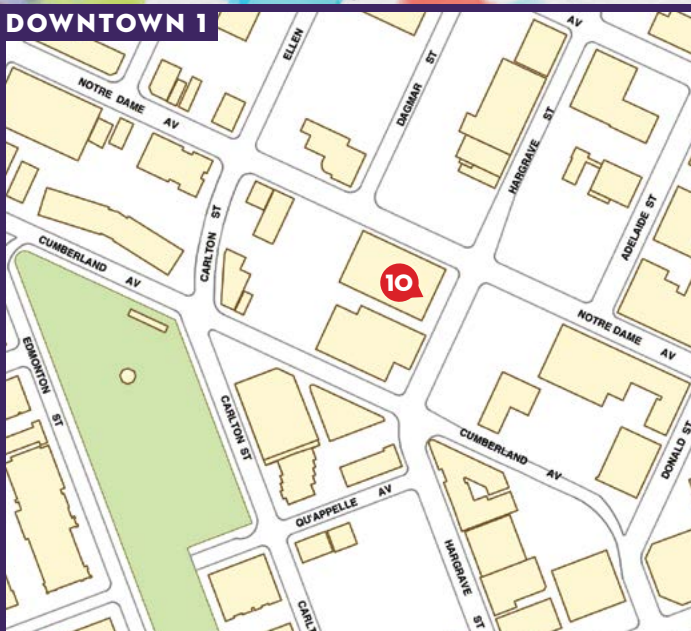 DOWNTOWN 1
AV
ELLEN
DAGMAR ST
NOTRE DAME AV
HARGRAVE ST
ADELAIDE ST
CARLTON ST
CUMBERLAND AV
10
NOTRE DAME AV
EDMONTON ST
CARLTON ST
CUMBERLAND AV
DONALD ST
QU'APPELLE AV
HARGRAVE ST
CARLT